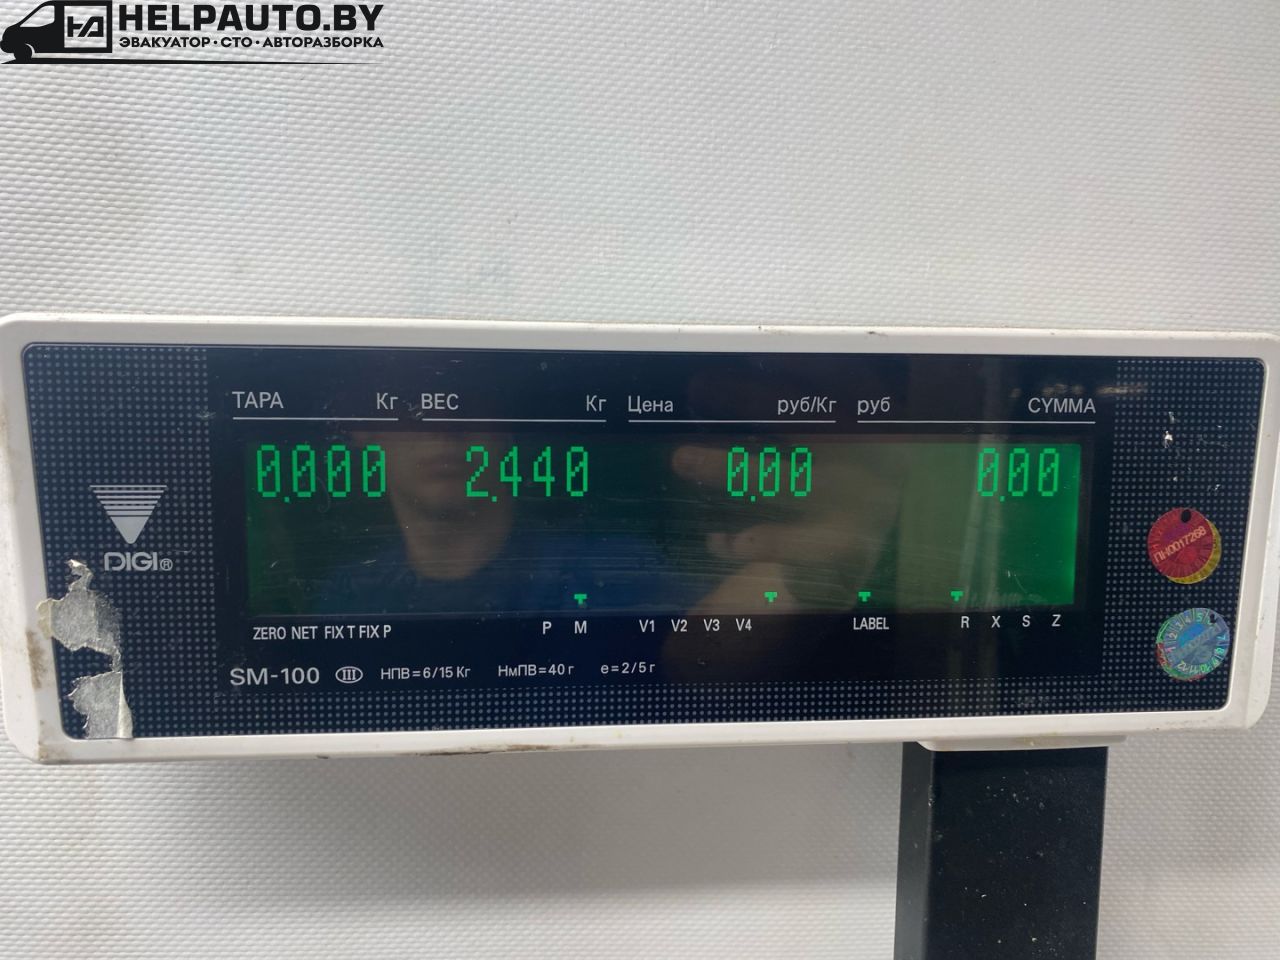 HELPAUTO.BY
ЭВАКУАТОР·СТО·АВТОРАЗБОРКА
ТАРА Кг ВЕС Кг Цена руб/Кг руб СУММА
0.000 2.440 0.00 0.00
DIGI®
ПН0017268
ZERO NET FIX T FIX P P M V1 V2 V3 V4 LABEL R X S Z
SM-100 III НПВ=6/15 Кг НмПВ=40 г е=2/5 г